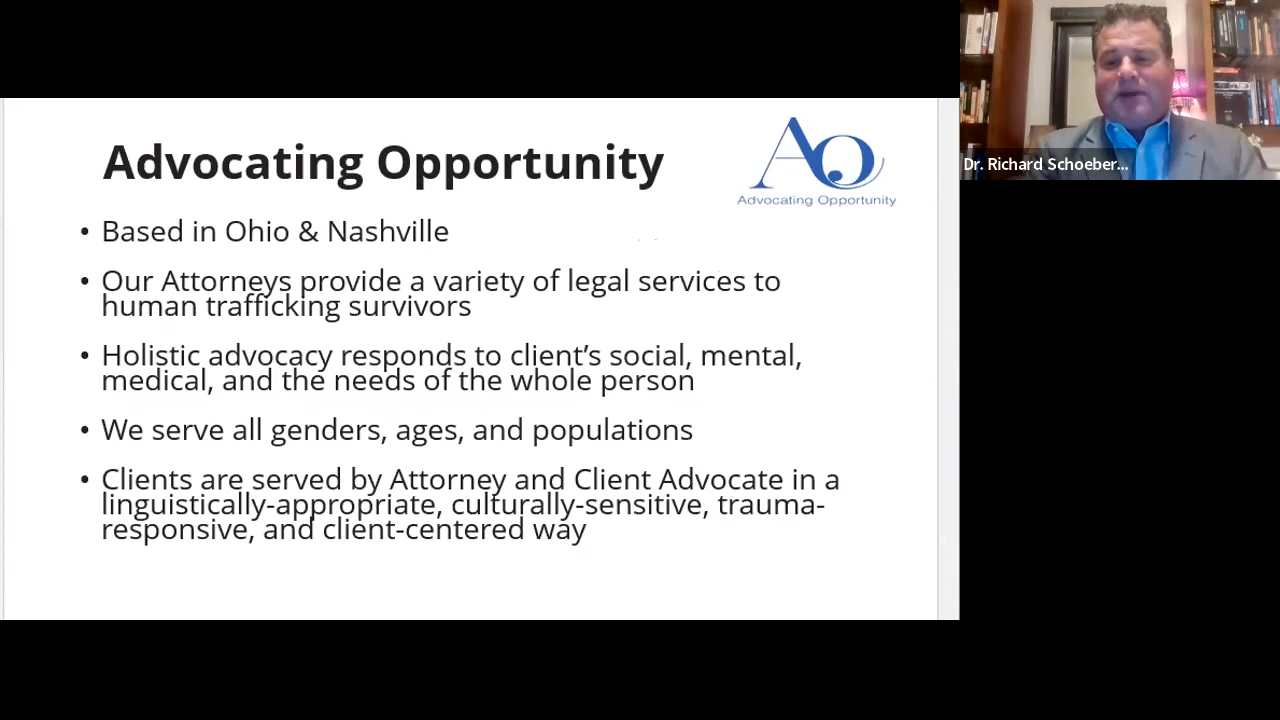 Advocating Opportunity
AO
Advocating Opportunity
• Based in Ohio & Nashville
• Our Attorneys provide a variety of legal services to
human trafficking survivors
• Holistic advocacy responds to client’s social, mental,
medical, and the needs of the whole person
• We serve all genders, ages, and populations
• Clients are served by Attorney and Client Advocate in a
linguistically-appropriate, culturally-sensitive, trauma-
responsive, and client-centered way
Dr. Richard Schoeber...